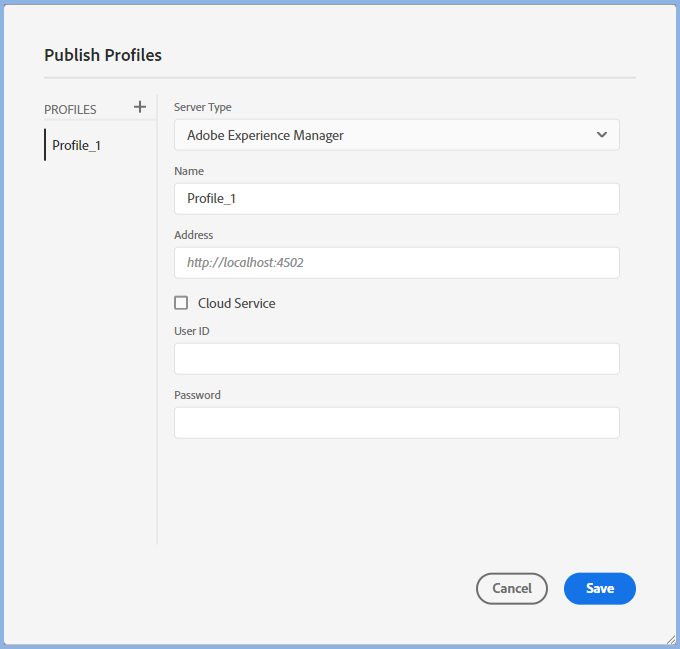 Publish Profiles
PROFILES
Profile_1
Server Type
Adobe Experience Manager
Name
Profile_1
Address
http://localhost:4502
Cloud Service
User ID
Password
Cancel
Save